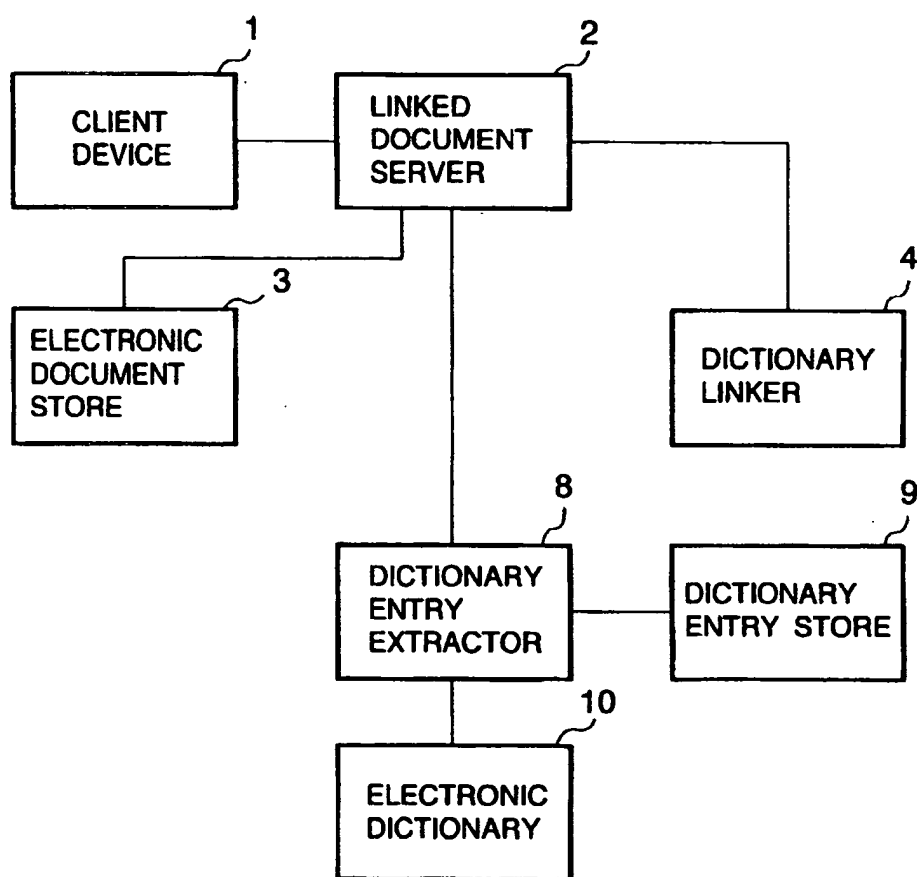 1
2
CLIENT
DEVICE
LINKED
DOCUMENT
SERVER
3
4
ELECTRONIC
DOCUMENT
STORE
DICTIONARY
LINKER
8
9
DICTIONARY
ENTRY
EXTRACTOR
DICTIONARY
ENTRY STORE
10
ELECTRONIC
DICTIONARY